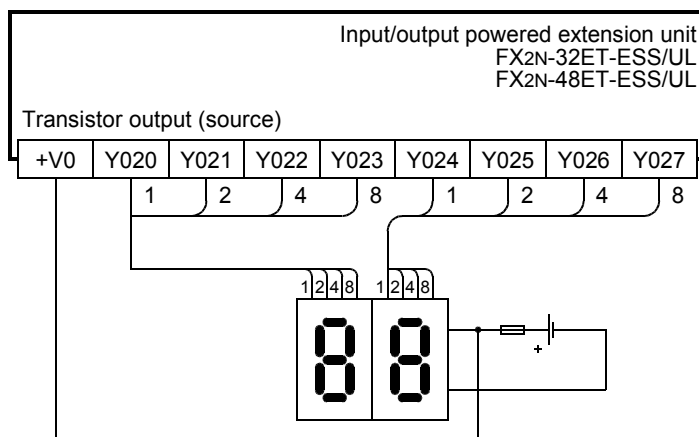 Input/output powered extension unit
FX2N-32ET-ESS/UL
FX2N-48ET-ESS/UL
Transistor output (source)
+V0 Y020 Y021 Y022 Y023 Y024 Y025 Y026 Y027
1 2 4 8 1 2 4 8
1 2 4 8 1 2 4 8
8 8
+